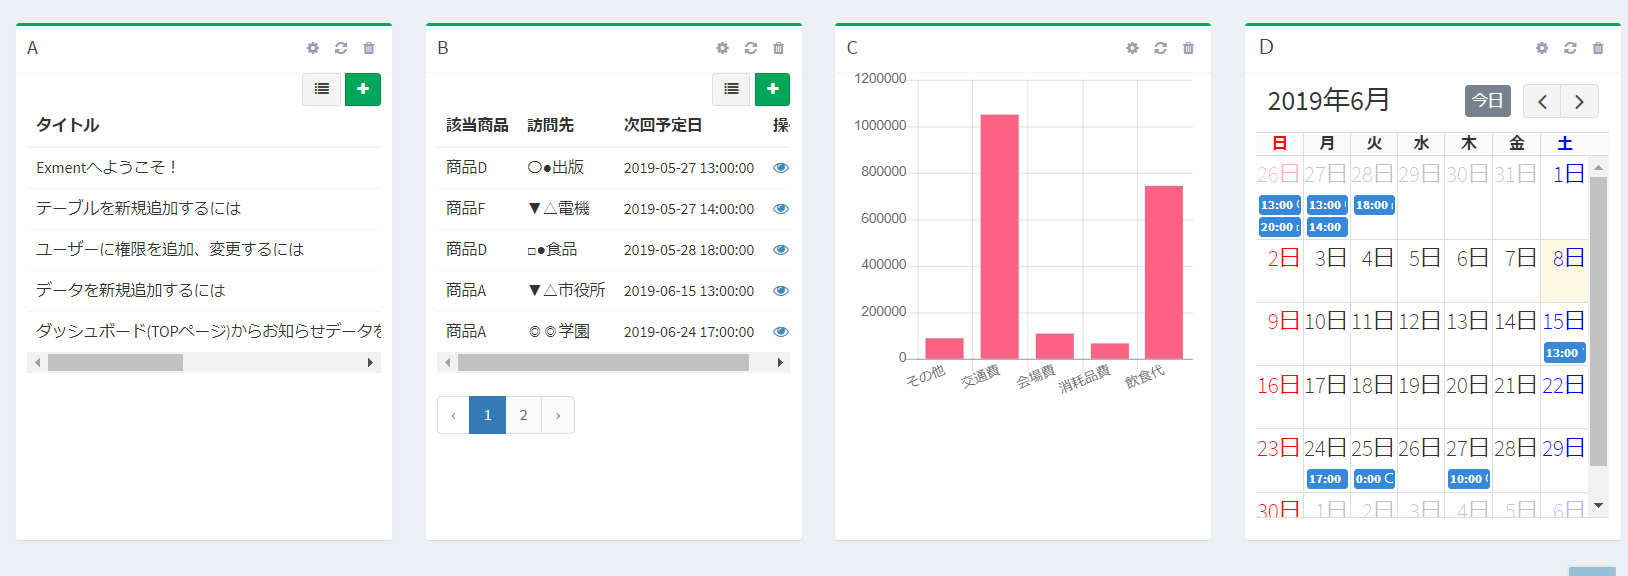 A
タイトル
Exmentへようこそ！
テーブルを新規追加するには
ユーザーに権限を追加、変更するには
データを新規追加するには
ダッシュボード(TOPページ)からお知らせデータを
B
該当商品 訪問先 次回予定日 操
商品D 〇●出版 2019-05-27 13:00:00
商品F ▼△電機 2019-05-27 14:00:00
商品D □●食品 2019-05-28 18:00:00
商品A ▼△市役所 2019-06-15 13:00:00
商品A ◎◎学園 2019-06-24 17:00:00
‹ 1 2 ›
C
1200000
1000000
800000
600000
400000
200000
0
その他 交通費 会場費 消耗品費 飲食代
D
2019年6月 今日
日 月 火 水 木 金 土
26日 27日 28日 29日 30日 31日 1日
13:00 13:00 18:00
20:00 14:00
2日 3日 4日 5日 6日 7日 8日
9日 10日 11日 12日 13日 14日 15日
13:00
16日 17日 18日 19日 20日 21日 22日
23日 24日 25日 26日 27日 28日 29日
17:00 0:00 10:00
30日 1日 2日 3日 4日 5日 6日